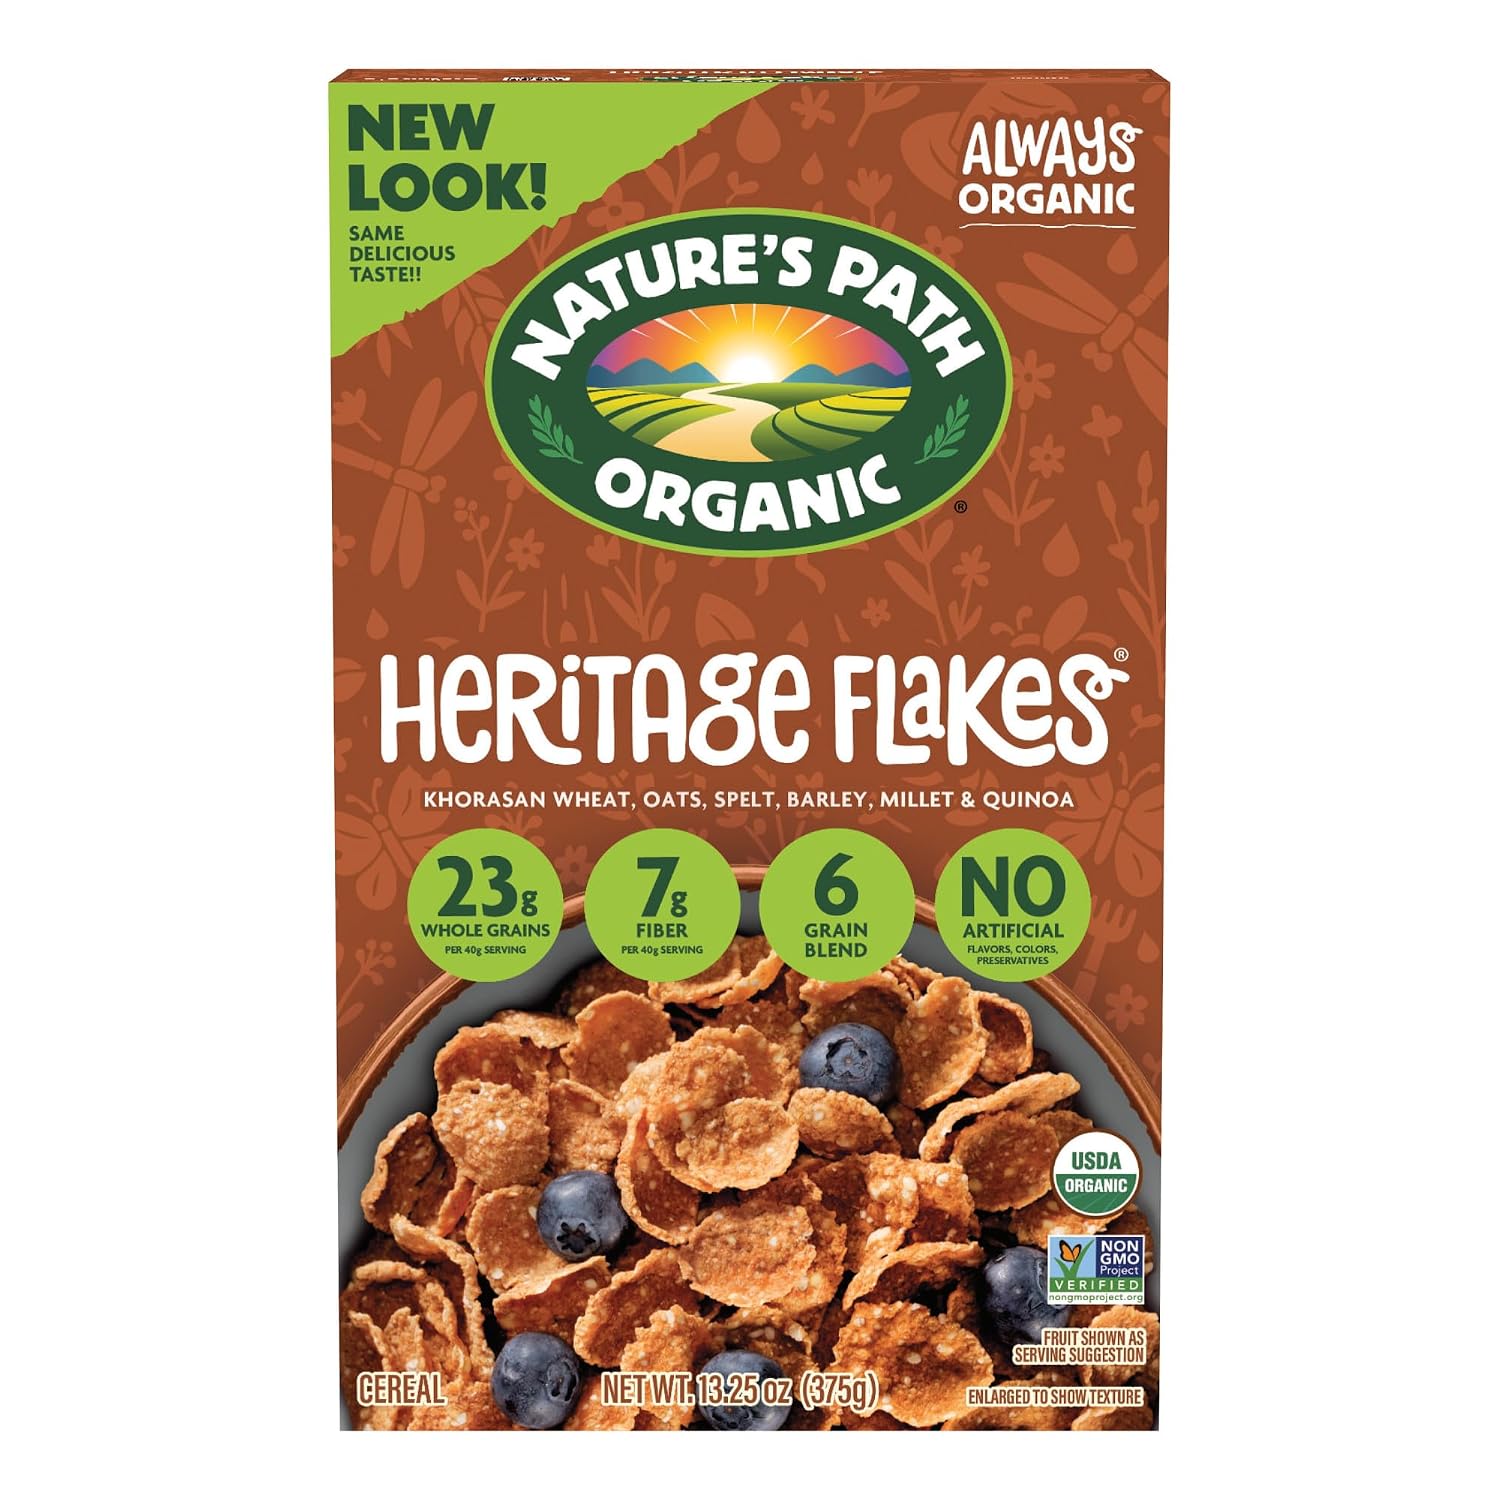 NEW
LOOK!
SAME
DELICIOUS
TASTE!!
ALWAYS
ORGANIC
NATURE'S PATH
ORGANIC
®
HERITAGE FLAKES®
KHORASAN WHEAT, OATS, SPELT, BARLEY, MILLET & QUINOA
23g
WHOLE GRAINS
PER 40g SERVING
7g
FIBER
PER 40g SERVING
6
GRAIN
BLEND
NO
ARTIFICIAL
FLAVORS, COLORS,
PRESERVATIVES
USDA
ORGANIC
NON
GMO
Project
VERIFIED
nongmoproject.org
FRUIT SHOWN AS
SERVING SUGGESTION
CEREAL
NET WT. 13.25 oz (375g)
ENLARGED TO SHOW TEXTURE